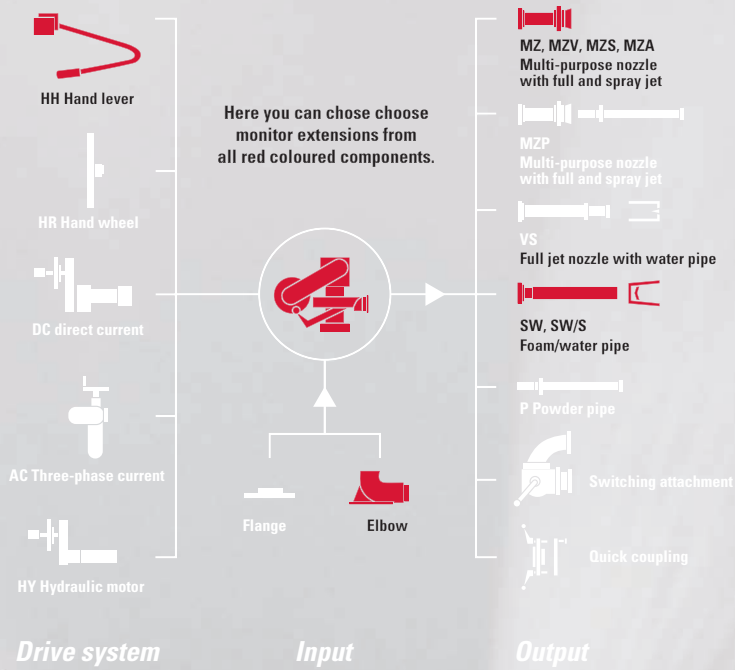 HH Hand lever
HR Hand wheel
DC direct current
AC Three-phase current
HY Hydraulic motor
Drive system
Here you can chose choose
monitor extensions from
all red coloured components.
Flange
Elbow
Input
MZ, MZV, MZS, MZA
Multi-purpose nozzle
with full and spray jet
MZP
Multi-purpose nozzle
with full and spray jet
VS
Full jet nozzle with water pipe
SW, SW/S
Foam/water pipe
P Powder pipe
Switching attachment
Quick coupling
Output